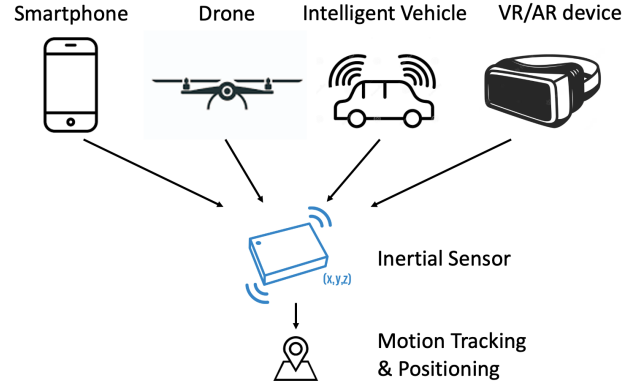 Smartphone
Drone
Intelligent Vehicle
VR/AR device
Inertial Sensor
(x,y,z)
Motion Tracking
& Positioning